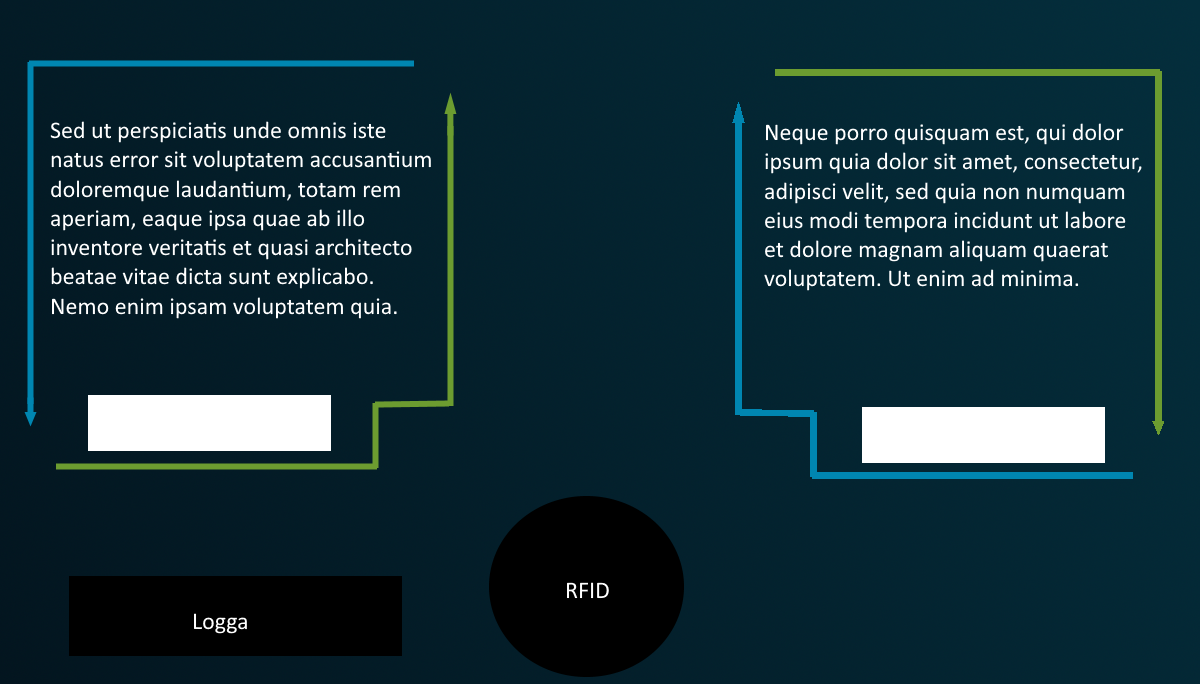 Sed ut perspiciatis unde omnis iste
natus error sit voluptatem accusantium
doloremque laudantium, totam rem
aperiam, eaque ipsa quae ab illo
inventore veritatis et quasi architecto
beatae vitae dicta sunt explicabo.
Nemo enim ipsam voluptatem quia.
Neque porro quisquam est, qui dolor
ipsum quia dolor sit amet, consectetur,
adipisci velit, sed quia non numquam
eius modi tempora incidunt ut labore
et dolore magnam aliquam quaerat
voluptatem. Ut enim ad minima.
RFID
Logga